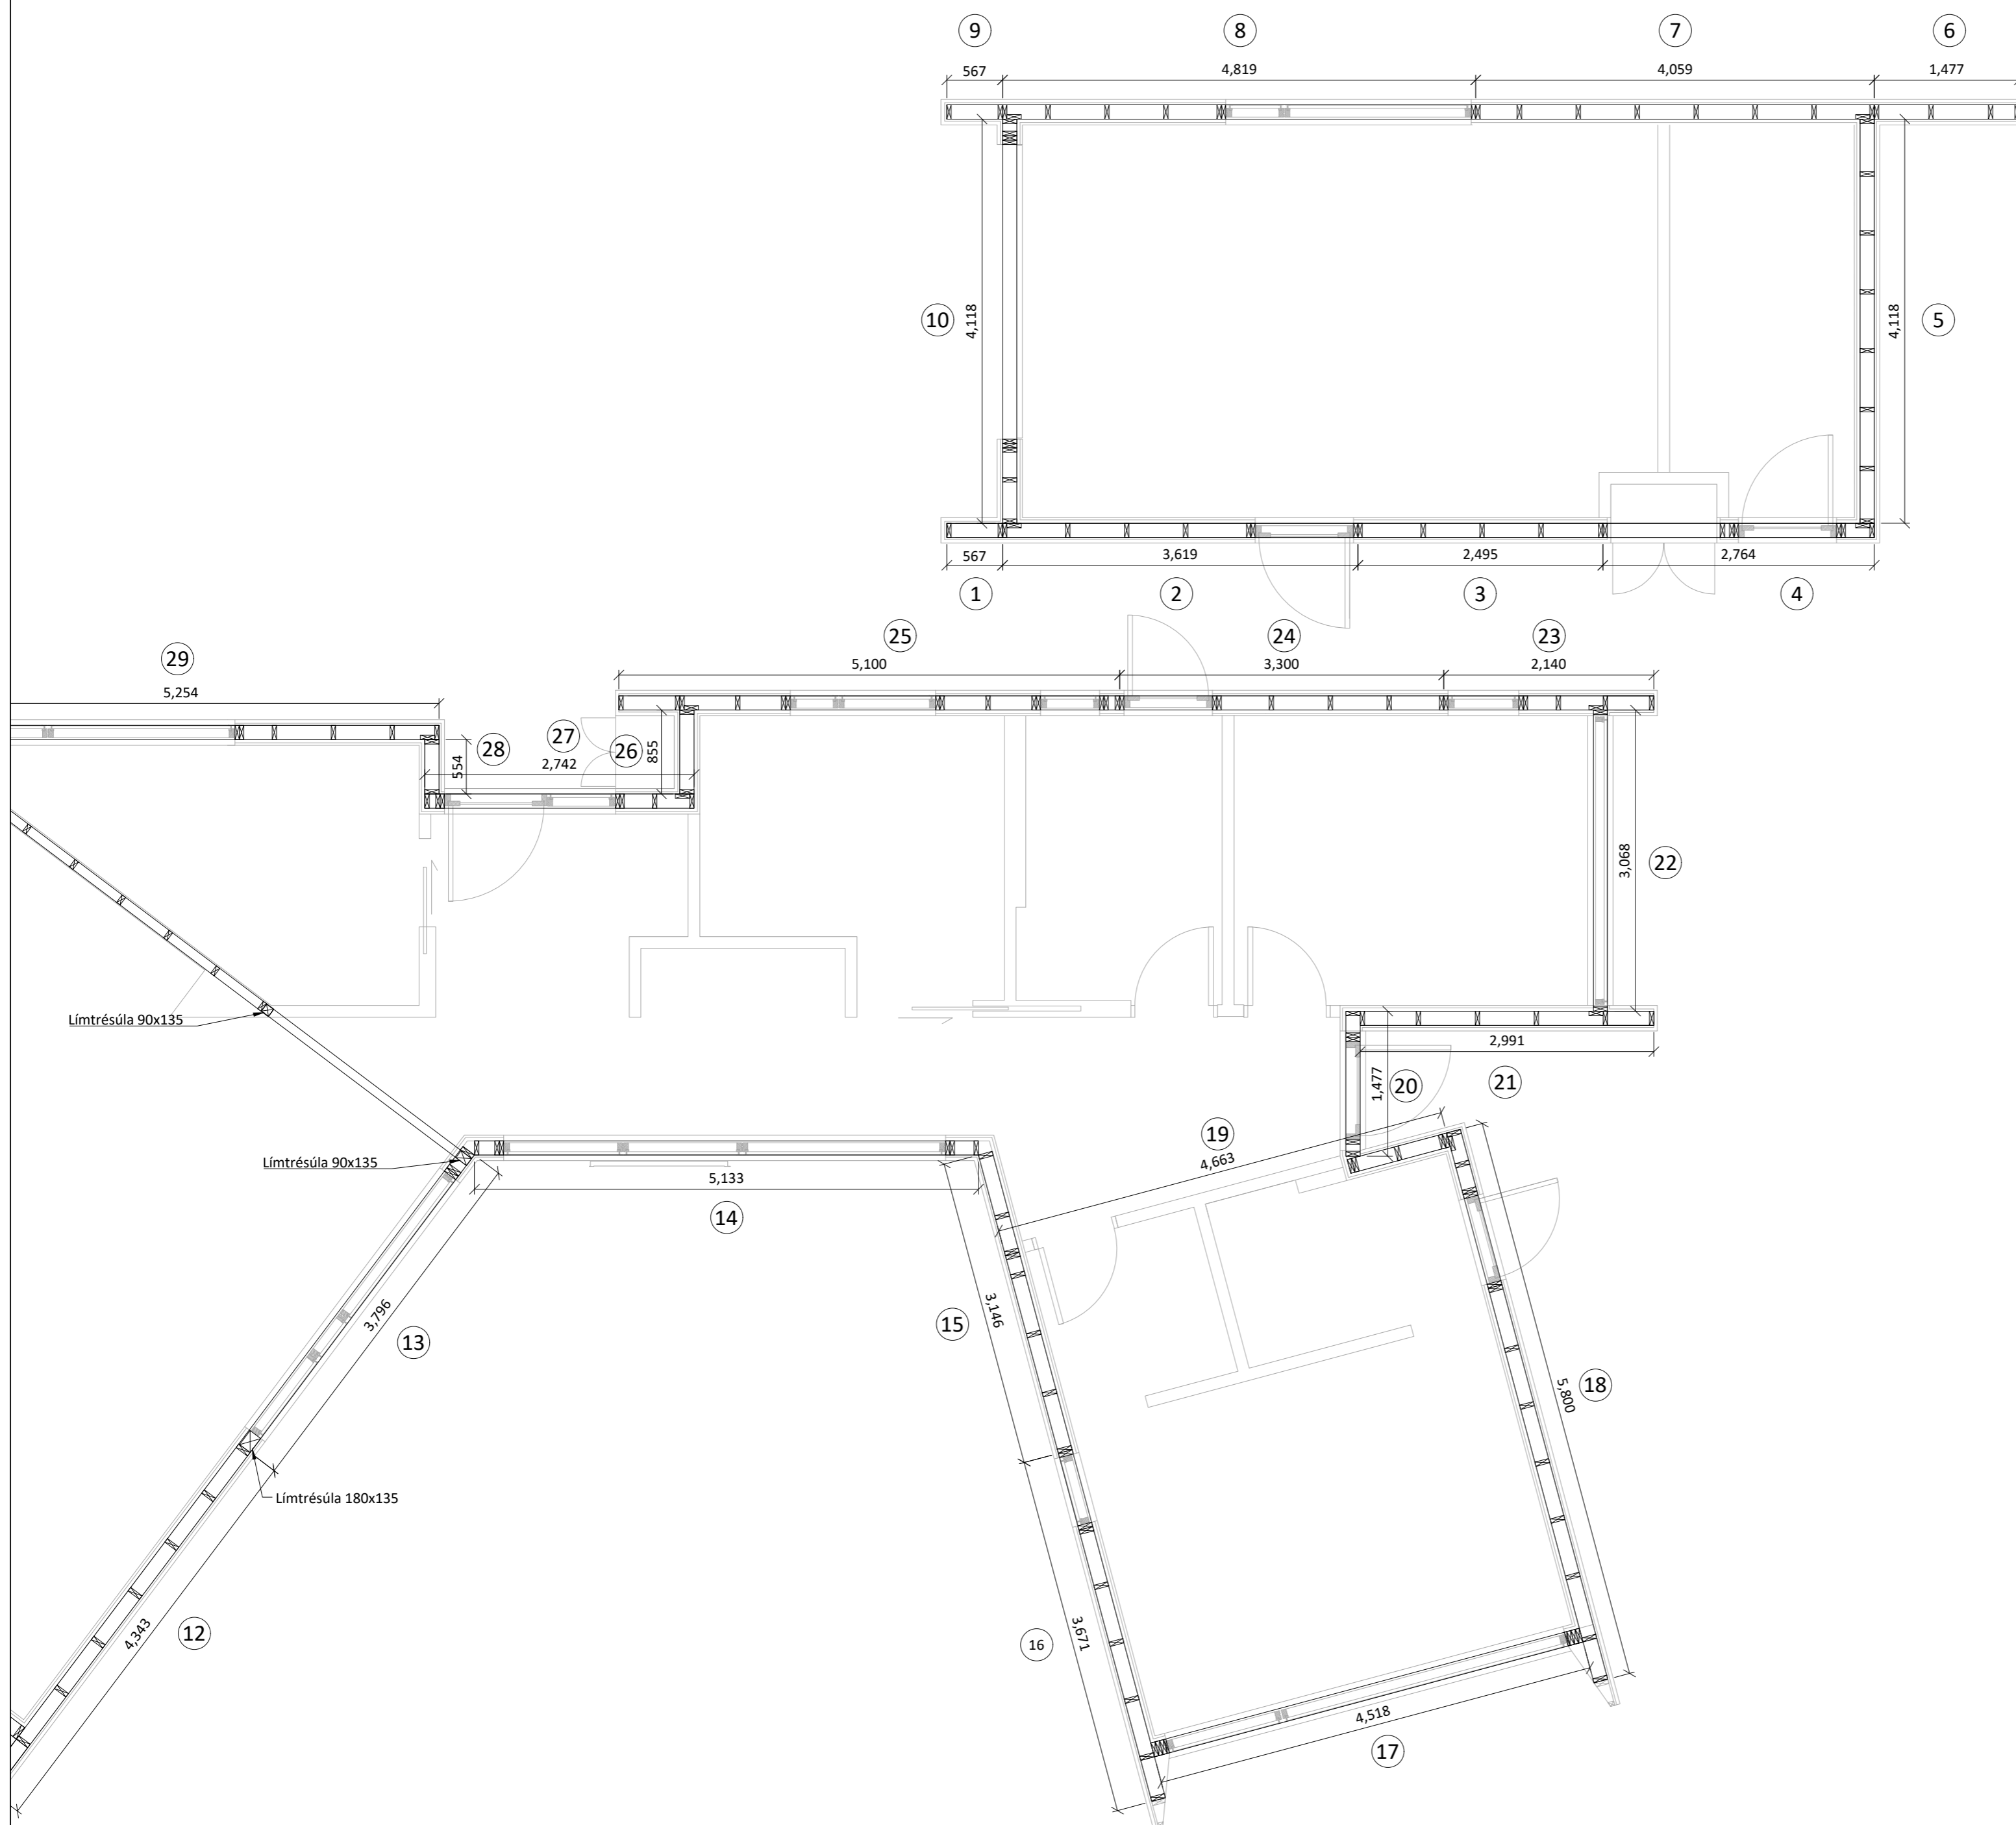 9 8 7 6
567 4,819 4,059 1,477
10 4,118 4,118 5
567 3,619 2,495 2,764
1 2 3 4
25 24 23
29
5,254
5,100 3,300 2,140
28 27 26
554 2,742 855
3,068 22
Límtrésúla 90x135
2,991
1,477 20 21
19
4,663
Límtrésúla 90x135
5,133
14
3,796
13
15 3,146
18 5,800
Límtrésúla 180x135
12
4,343
16 3,671
4,518
17